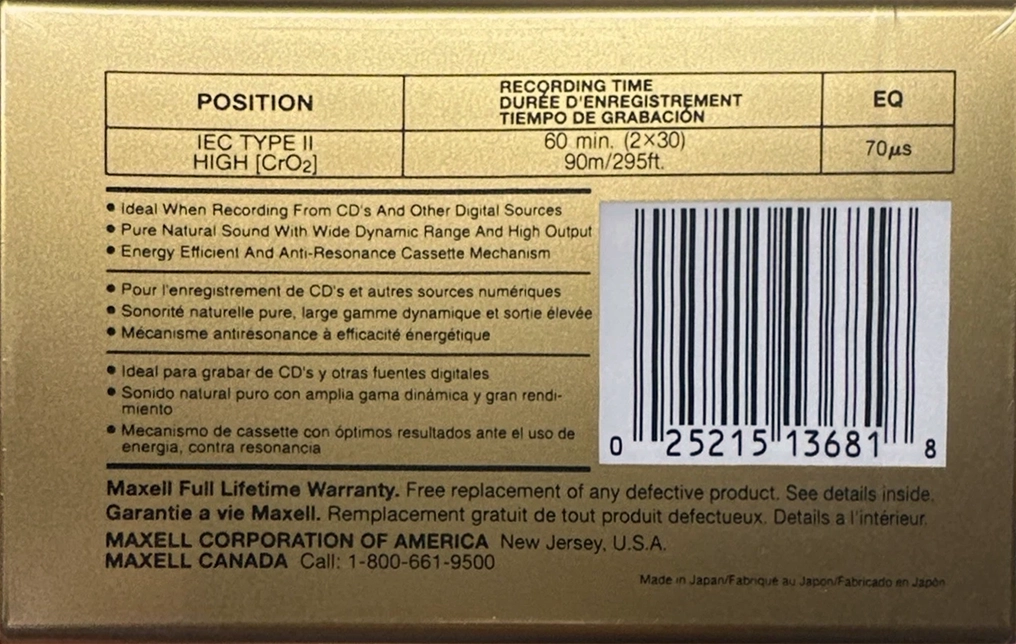 POSITION
RECORDING TIME
DURÉE D'ENREGISTREMENT
TIEMPO DE GRABACIÓN
EQ
IEC TYPE II
HIGH [CrO2]
60 min. (2×30)
90m/295ft.
70μs
• Ideal When Recording From CD's And Other Digital Sources
• Pure Natural Sound With Wide Dynamic Range And High Output
• Energy Efficient And Anti-Resonance Cassette Mechanism
• Pour l'enregistrement de CD's et autres sources numériques
• Sonorité naturelle pure, large gamme dynamique et sortie élevée
• Mécanisme antirésonance à efficacité énergétique
• Ideal para grabar de CD's y otras fuentes digitales
• Sonido natural puro con amplia gama dinámica y gran rendi-
miento
• Mecanismo de cassette con óptimos resultados ante el uso de
energia, contra resonancia
0 25215 13681 8
Maxell Full Lifetime Warranty. Free replacement of any defective product. See details inside.
Garantie a vie Maxell. Remplacement gratuit de tout produit defectueux. Details a l'intérieur.
MAXELL CORPORATION OF AMERICA New Jersey, U.S.A.
MAXELL CANADA Call: 1-800-661-9500
Made in Japan/Fabriqué au Japon/Fabricado en Japón